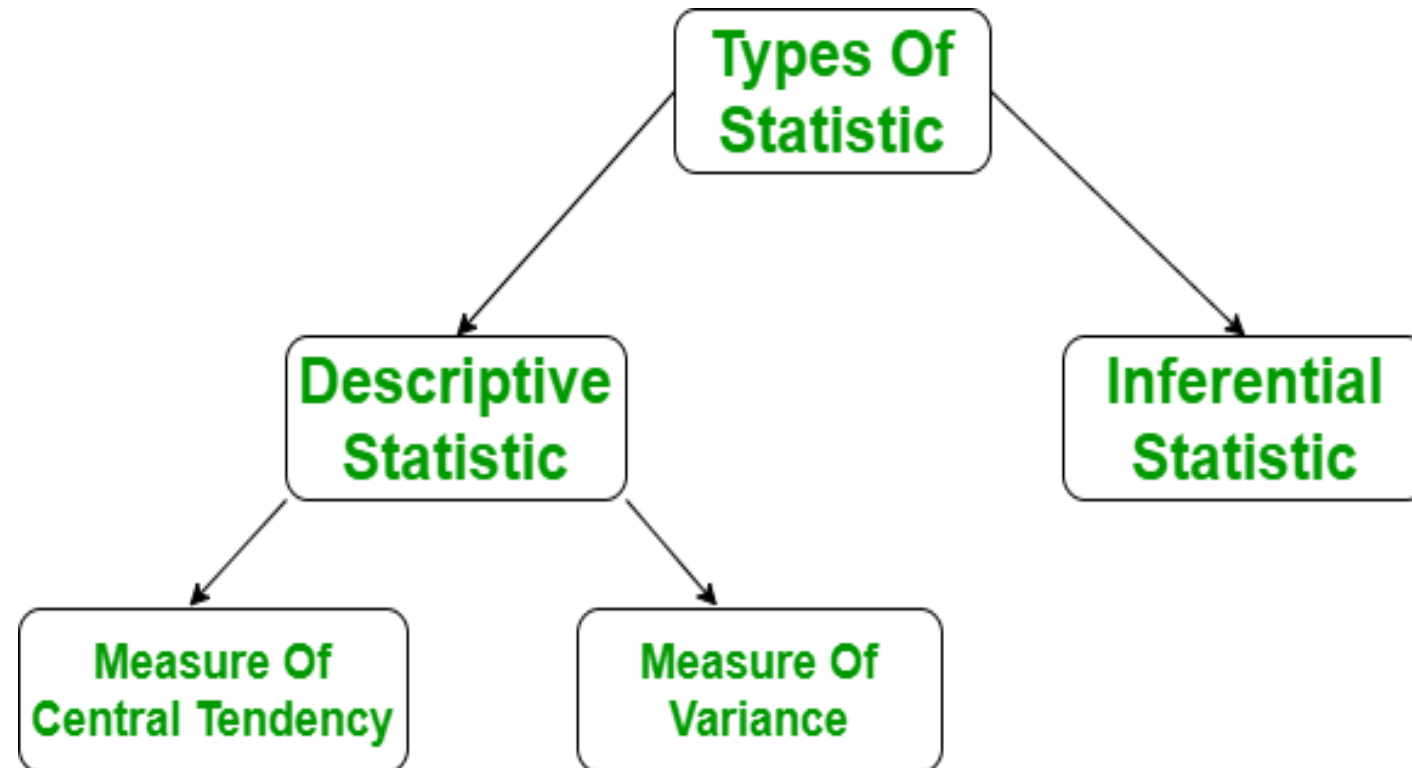 Types Of
Statistic
Descriptive
Statistic
Inferential
Statistic
Measure Of
Central Tendency
Measure Of
Variance